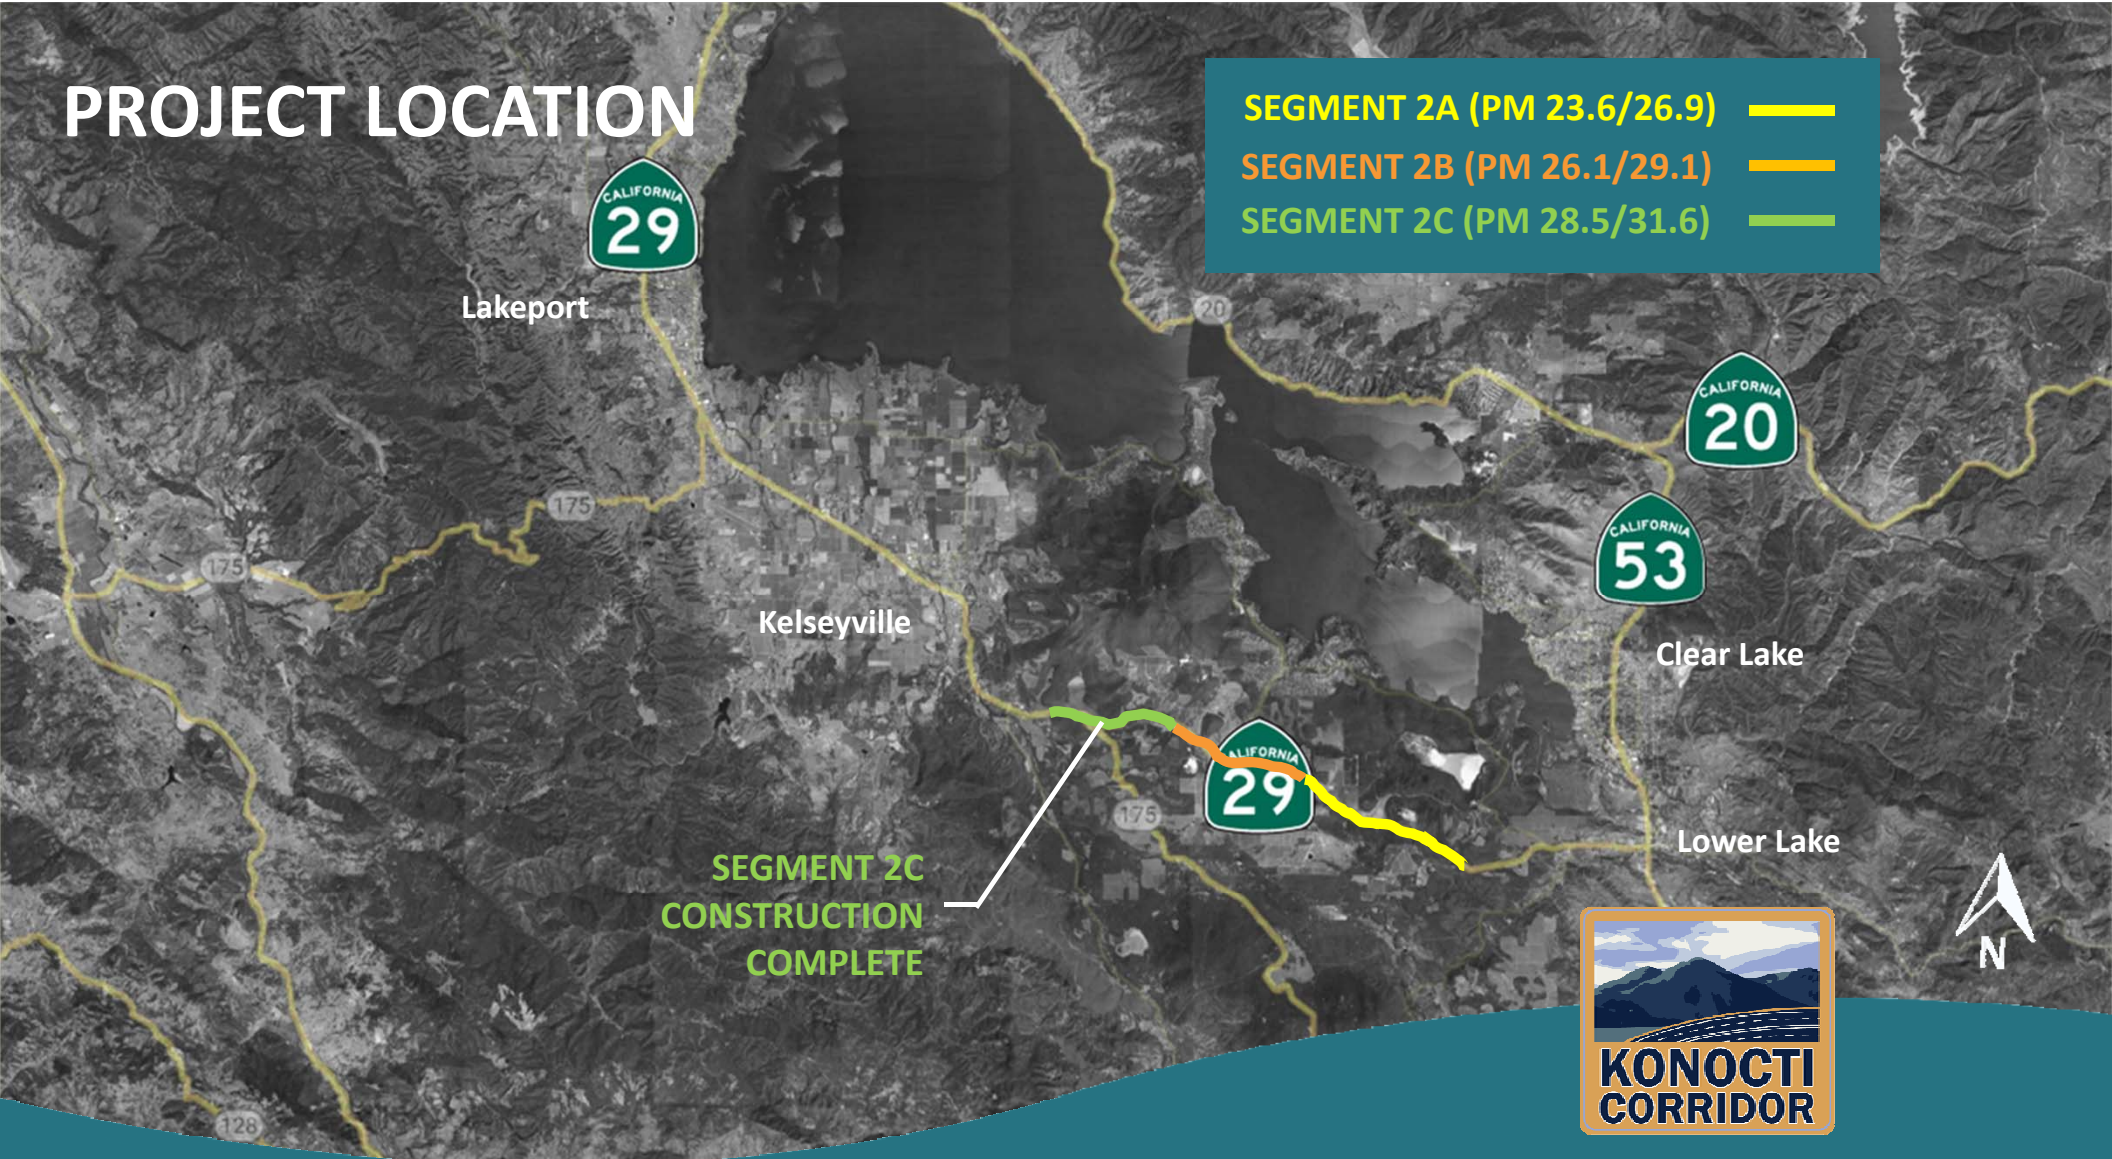 PROJECT LOCATION
SEGMENT 2A (PM 23.6/26.9)
SEGMENT 2B (PM 26.1/29.1)
SEGMENT 2C (PM 28.5/31.6)
CALIFORNIA
29
Lakeport
20
CALIFORNIA
20
175
CALIFORNIA
53
175
Kelseyville
Clear Lake
CALIFORNIA
29
175
Lower Lake
SEGMENT 2C
CONSTRUCTION
COMPLETE
N
KONOCTI
CORRIDOR
128